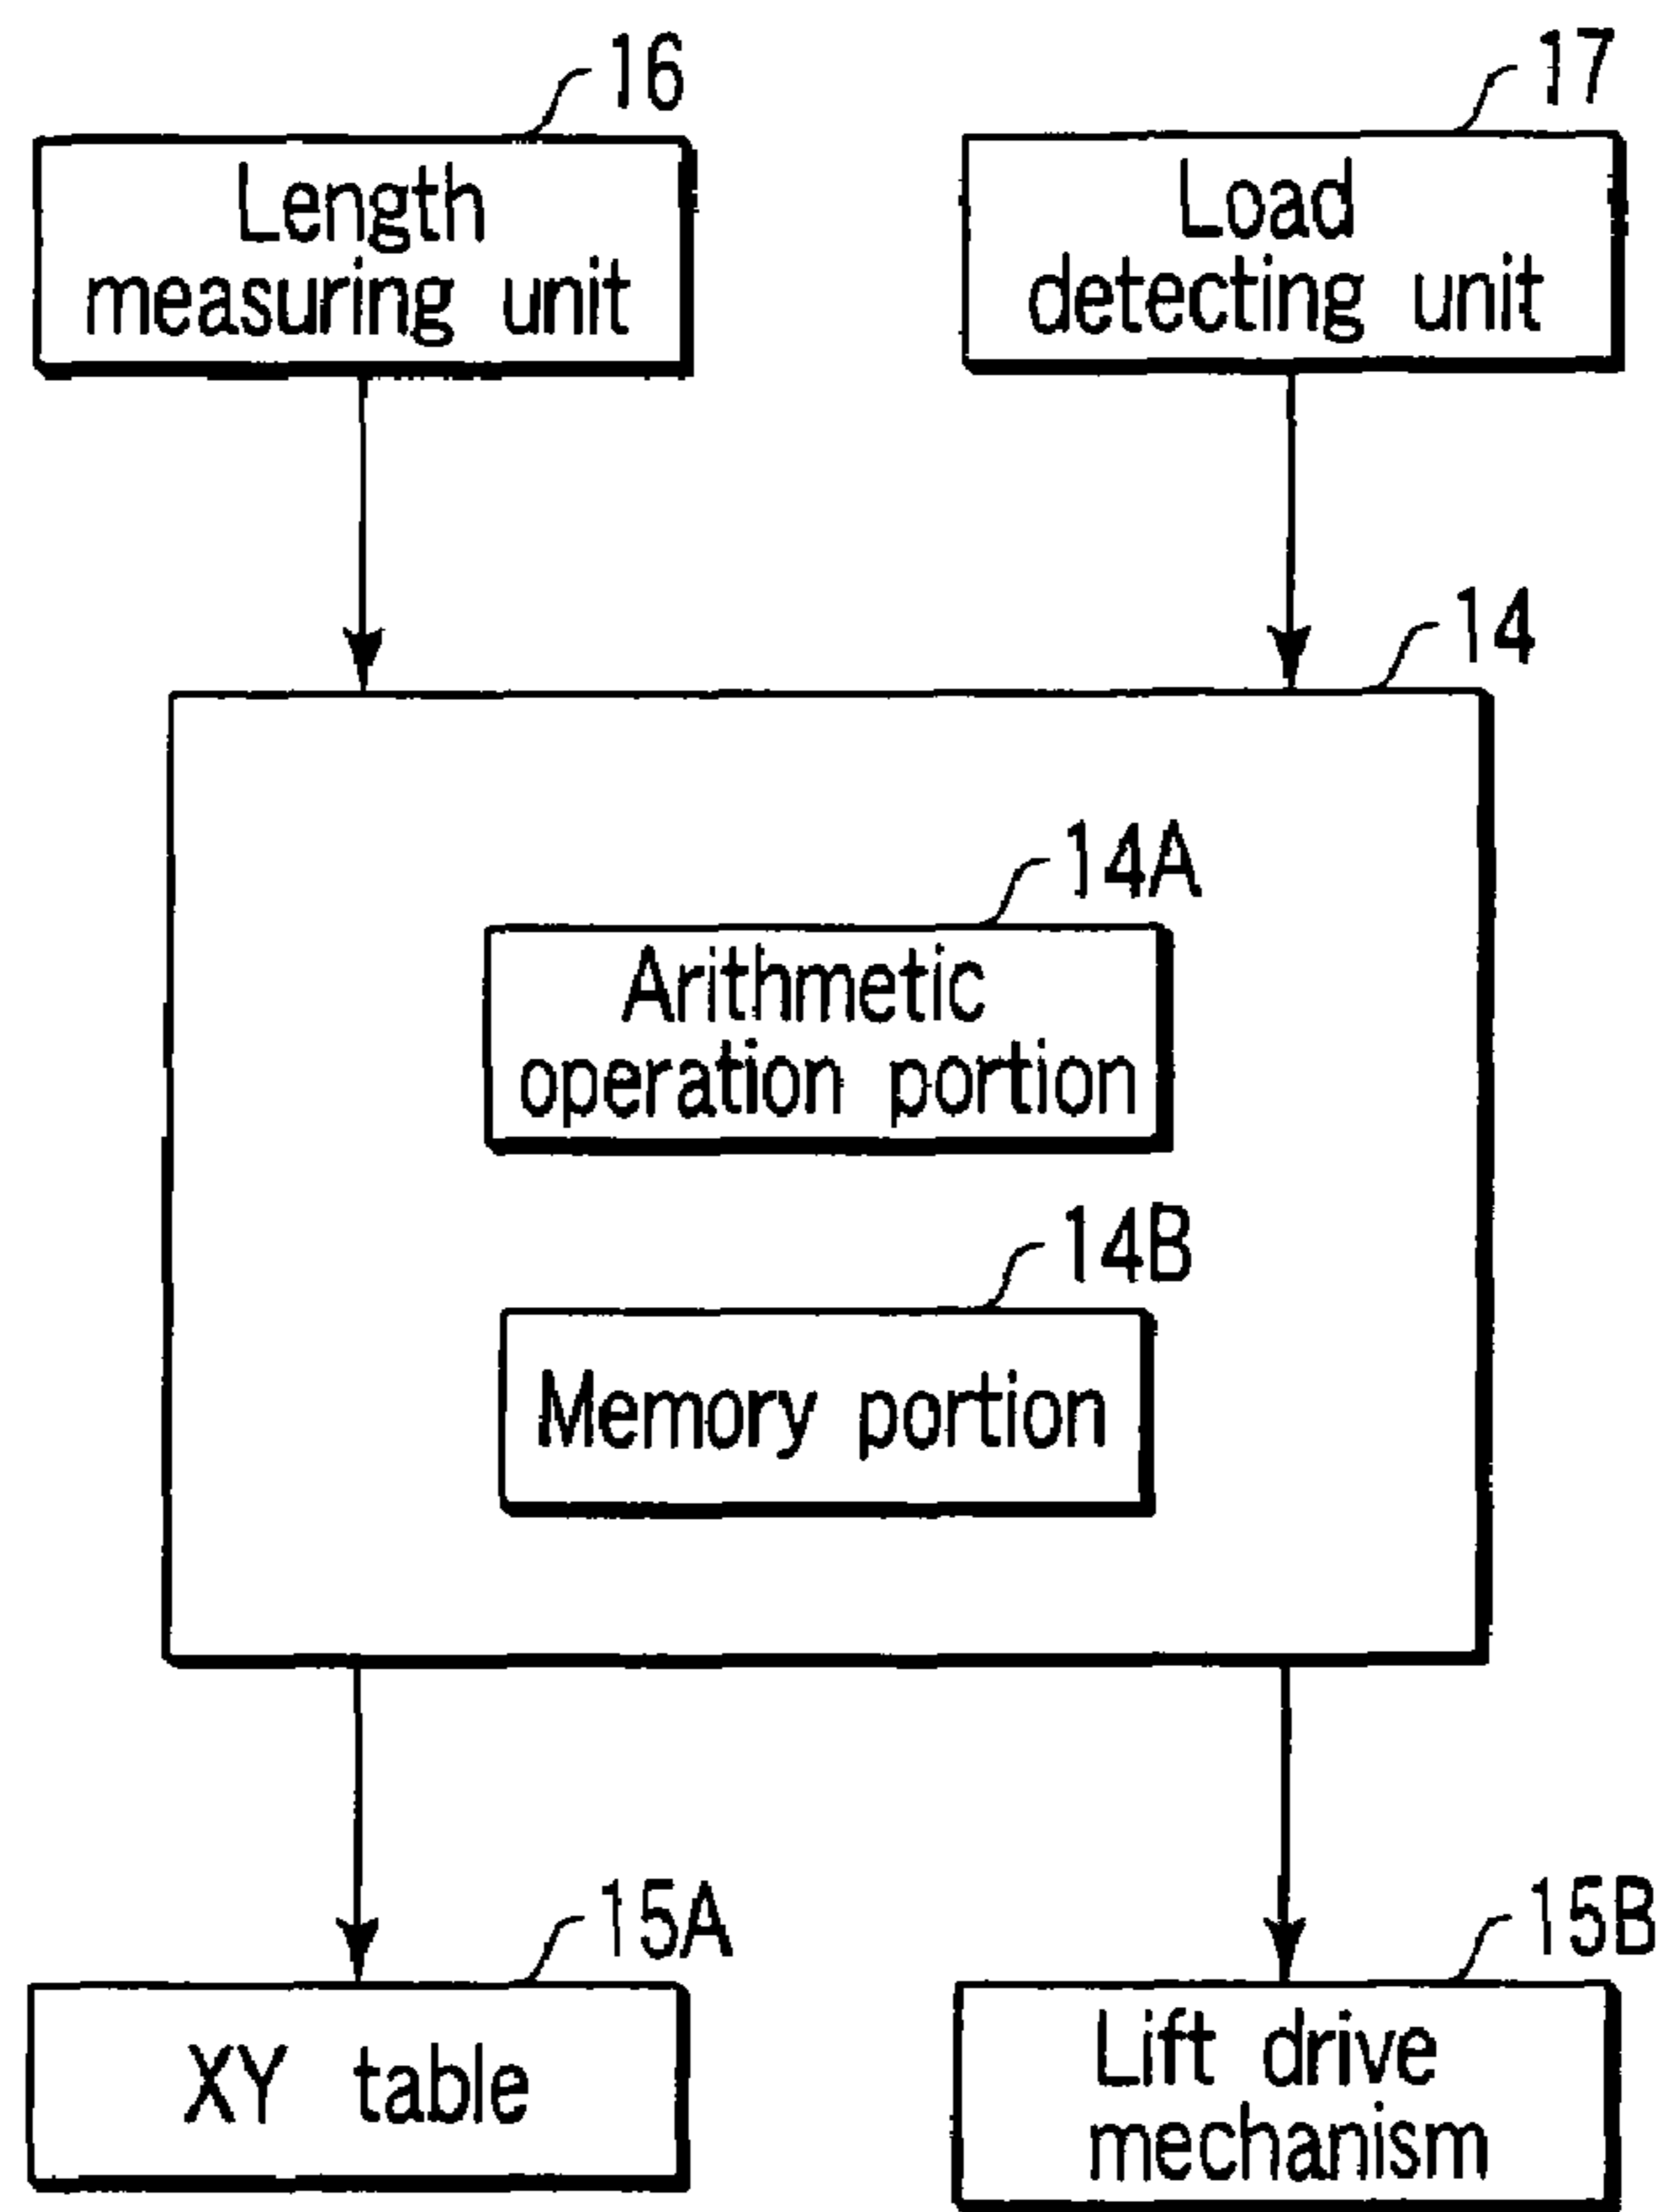 16
Length
measuring unit
17
Load
detecting unit
14
14A
Arithmetic
operation portion
14B
Memory portion
15A
XY table
15B
Lift drive
mechanism